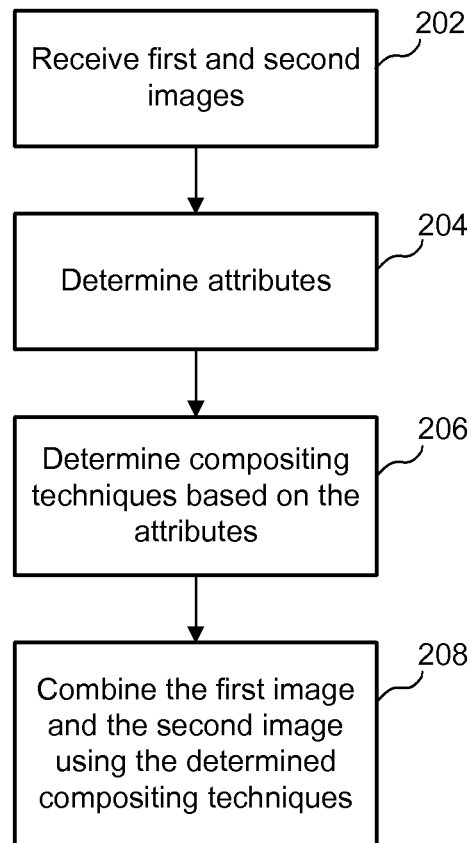 202
Receive first and second
images
204
Determine attributes
206
Determine compositing
techniques based on the
attributes
208
Combine the first image
and the second image
using the determined
compositing techniques